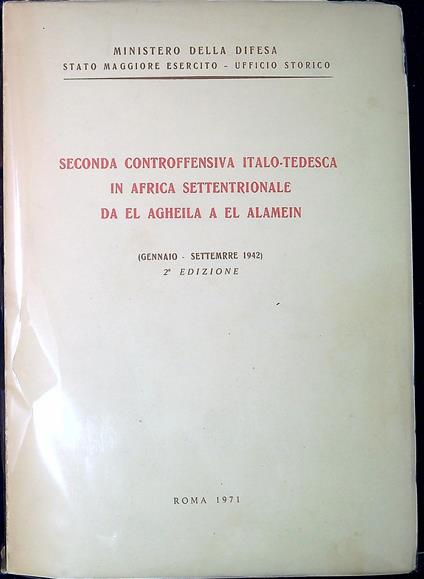 MINISTERO DELLA DIFESA
STATO MAGGIORE ESERCITO - UFFICIO STORICO
SECONDA CONTROFFENSIVA ITALO-TEDESCA
IN AFRICA SETTENTRIONALE
DA EL AGHEILA A EL ALAMEIN
(GENNAIO - SETTEMRRE 1942)
2ª EDIZIONE
ROMA 1971